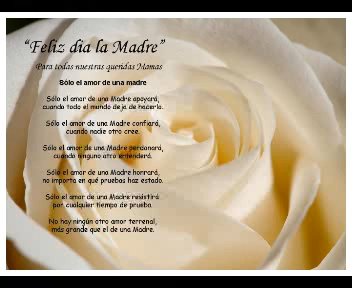 “Feliz dia la Madre”
Para todas nuestras queridas Mamas
Sólo el amor de una madre
Sólo el amor de una Madre apoyará,
cuando todo el mundo deja de hacerlo.
Sólo el amor de una Madre confiará,
cuando nadie otro cree.
Sólo el amor de una Madre perdonará,
cuando ninguno otro entenderá.
Sólo el amor de una Madre honrará,
no importa en qué pruebas haz estado.
Sólo el amor de una Madre resistirá
por cualquier tiempo de prueba.
No hay ningún otro amor terrenal,
más grande que el de una Madre.